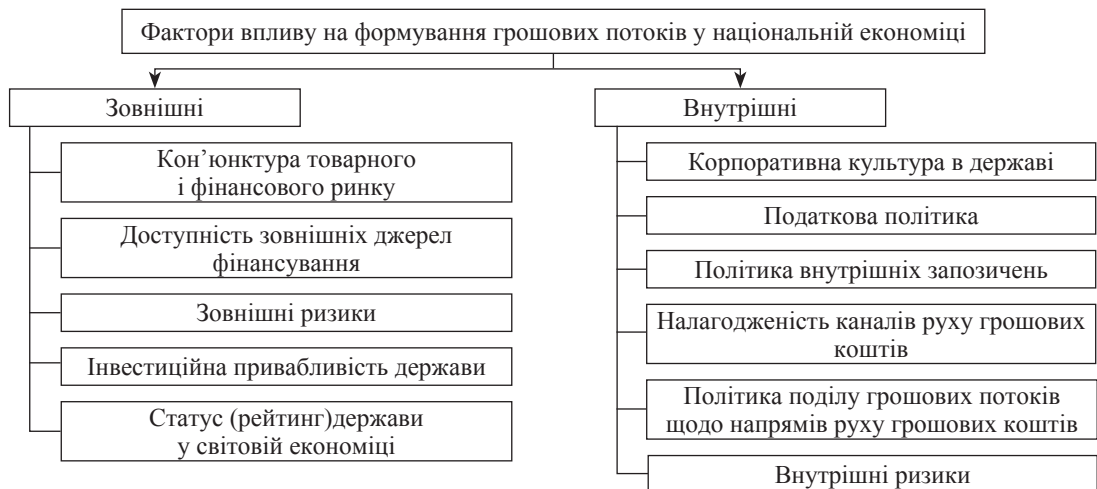 Фактори впливу на формування грошових потоків у національній економіці
Зовнішні
Кон’юнктура товарного
і фінансового ринку
Доступність зовнішніх джерел
фінансування
Зовнішні ризики
Інвестиційна привабливість держави
Статус (рейтинг)держави
у світовій економіці
Внутрішні
Корпоративна культура в державі
Податкова політика
Політика внутрішніх запозичень
Налагодженість каналів руху грошових
коштів
Політика поділу грошових потоків
щодо напрямів руху грошових коштів
Внутрішні ризики